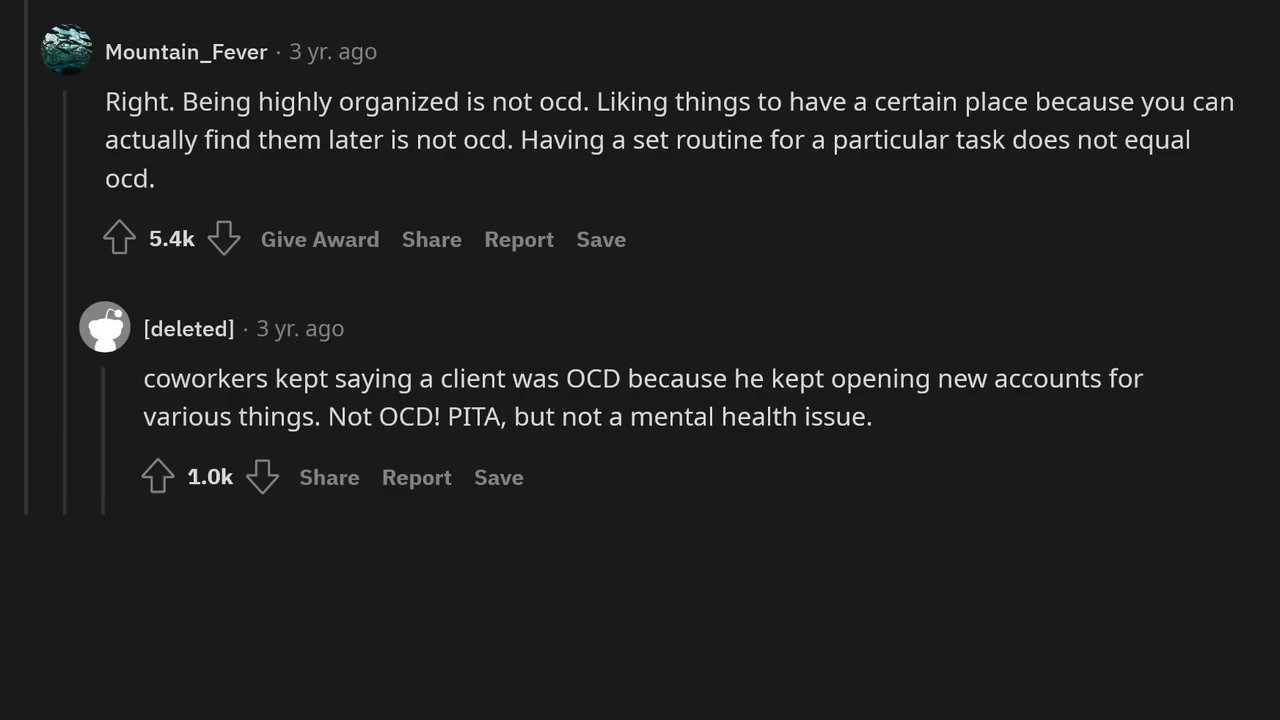 Mountain_Fever · 3 yr. ago
Right. Being highly organized is not ocd. Liking things to have a certain place because you can
actually find them later is not ocd. Having a set routine for a particular task does not equal
ocd.
5.4k Give Award Share Report Save
[deleted] · 3 yr. ago
coworkers kept saying a client was OCD because he kept opening new accounts for
various things. Not OCD! PITA, but not a mental health issue.
1.0k Share Report Save